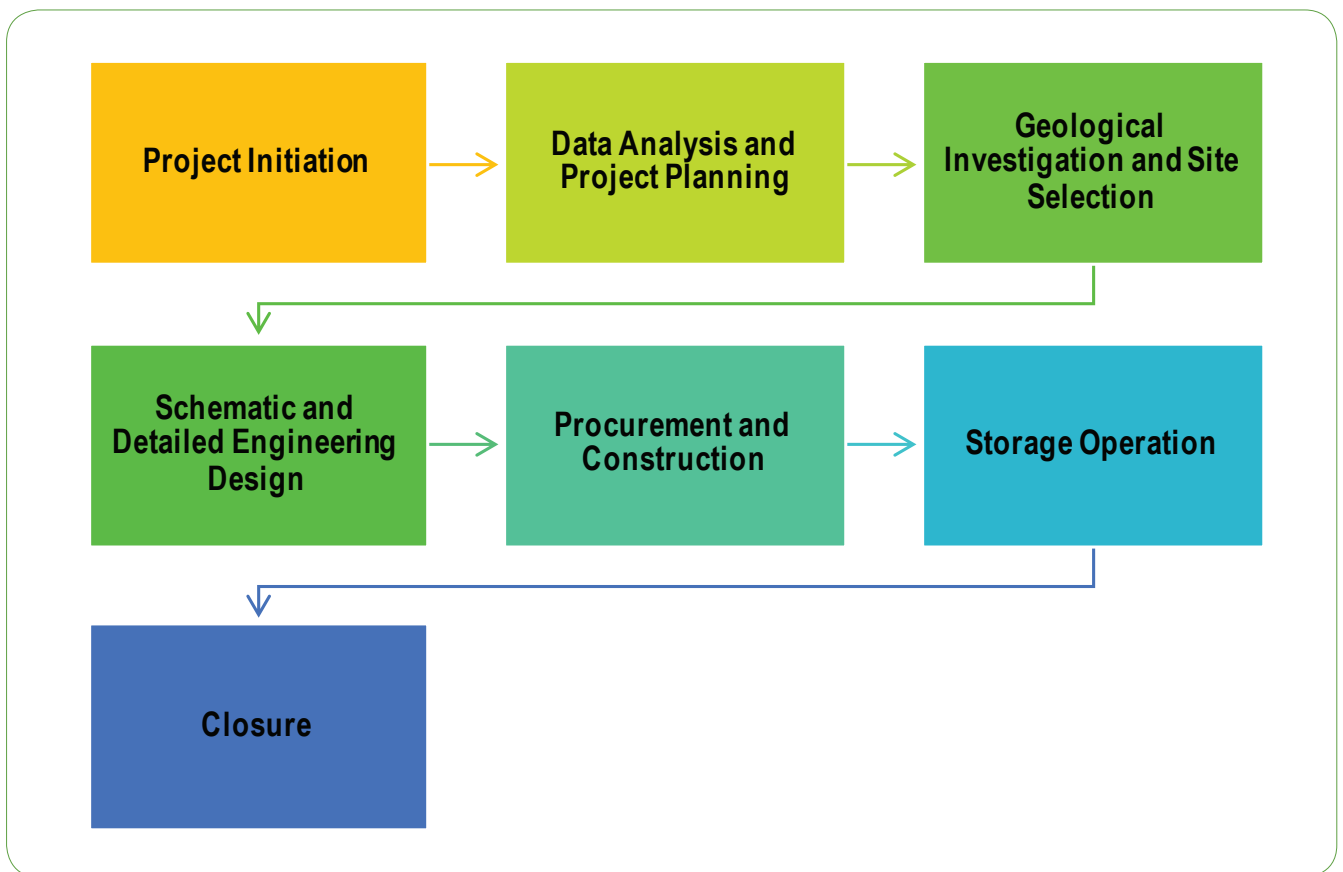 Project Initiation
Data Analysis and
Project Planning
Geological
Investigation and Site
Selection
Schematic and
Detailed Engineering
Design
Procurement and
Construction
Storage Operation
Closure